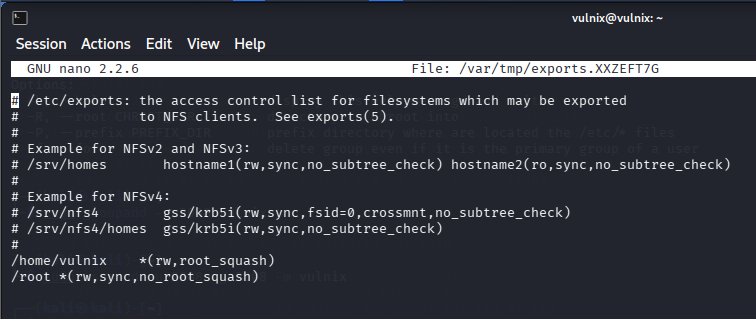 vulnix@vulnix: ~
Session Actions Edit View Help
GNU nano 2.2.6 File: /var/tmp/exports.XXZEFT7G
# /etc/exports: the access control list for filesystems which may be exported
# to NFS clients. See exports(5).
#
# Example for NFSv2 and NFSv3:
# /srv/homes hostname1(rw,sync,no_subtree_check) hostname2(ro,sync,no_subtree_check)
#
# Example for NFSv4:
# /srv/nfs4 gss/krb5i(rw,sync,fsid=0,crossmnt,no_subtree_check)
# /srv/nfs4/homes gss/krb5i(rw,sync,no_subtree_check)
#
/home/vulnix *(rw,root_squash)
/root *(rw,sync,no_root_squash)